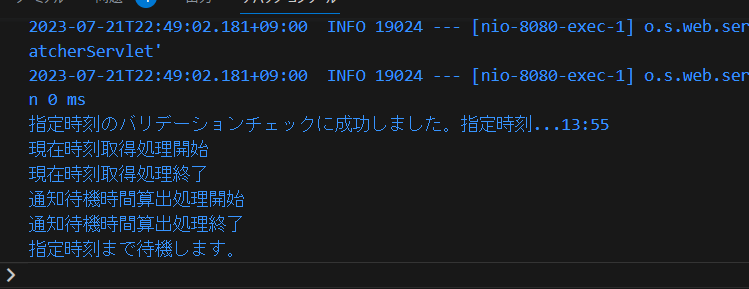 2023-07-21T22:49:02.181+09:00  INFO 19024 --- [nio-8080-exec-1] o.s.web.ser
atcherServlet'
2023-07-21T22:49:02.181+09:00  INFO 19024 --- [nio-8080-exec-1] o.s.web.ser
n 0 ms
指定時刻のバリデーションチェックに成功しました。指定時刻...13:55
現在時刻取得処理開始
現在時刻取得処理終了
通知待機時間算出処理開始
通知待機時間算出処理終了
指定時刻まで待機します。